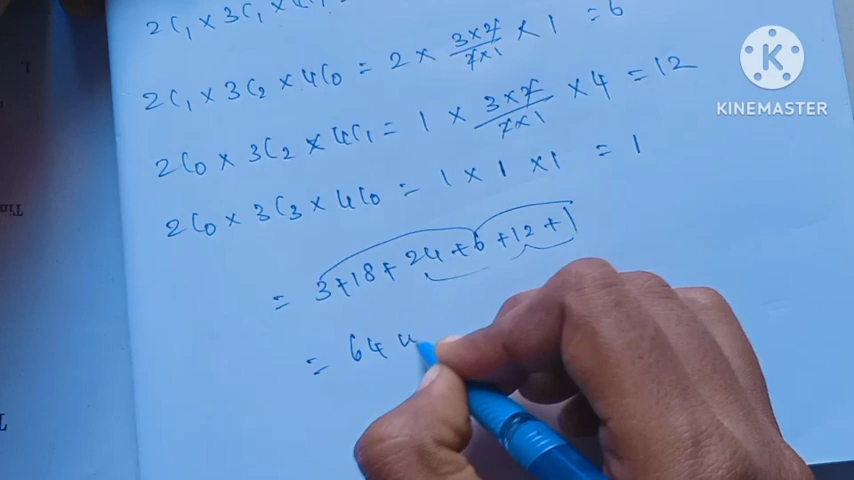 2C₁ × 3C₁ ×
2C₁ × 3C₂ × 4C₀ = 2 × (3×2)/(2×1) × 1 = 6
2C₀ × 3C₂ × 4C₁ = 1 × (3×2)/(2×1) × 4 = 12
2C₀ × 3C₃ × 4C₀ = 1 × 1 × 1 = 1
= 3+18+24+6+12+1
= 64
K
KINEMASTER
Tim